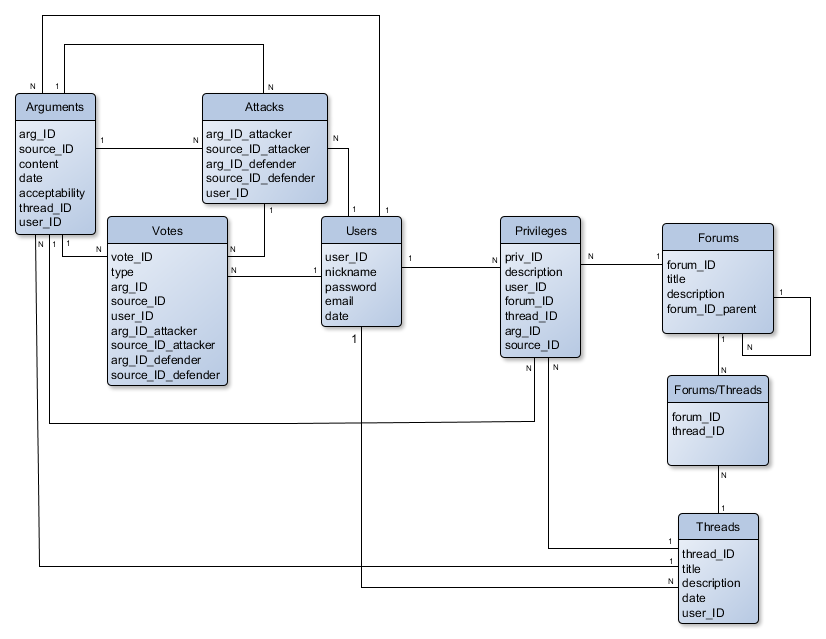 N
1
N
1
Arguments
arg_ID
source_ID
content
date
acceptability
thread_ID
user_ID
1
N
Attacks
arg_ID_attacker
source_ID_attacker
arg_ID_defender
source_ID_defender
user_ID
N
1
1
1
N
1
1
N
N
N
1
Votes
vote_ID
type
arg_ID
source_ID
user_ID
arg_ID_attacker
source_ID_attacker
arg_ID_defender
source_ID_defender
Users
user_ID
nickname
password
email
date
1
1
N
Privileges
priv_ID
description
user_ID
forum_ID
thread_ID
arg_ID
source_ID
N
1
N
N
Forums
forum_ID
title
description
forum_ID_parent
1
N
1
N
Forums/Threads
forum_ID
thread_ID
N
1
Threads
thread_ID
title
description
date
user_ID
1
1
N